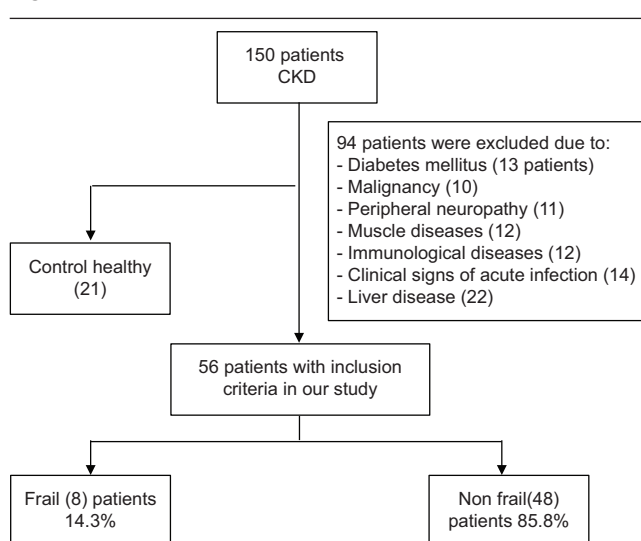 150 patients
CKD
94 patients were excluded due to:
- Diabetes mellitus (13 patients)
- Malignancy (10)
- Peripheral neuropathy (11)
- Muscle diseases (12)
- Immunological diseases (12)
- Clinical signs of acute infection (14)
- Liver disease (22)
Control healthy
(21)
56 patients with inclusion
criteria in our study
Frail (8) patients
14.3%
Non frail(48)
patients 85.8%